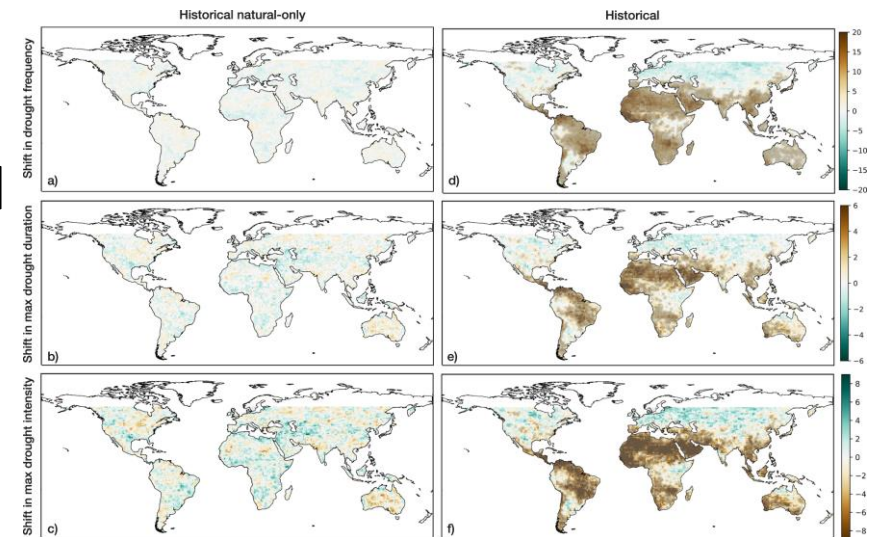 Historical natural-only
Historical
Shift in drought frequency
a)
d)
20
15
10
5
0
−5
−10
−15
−20
Shift in max drought duration
b)
e)
6
4
2
0
−2
−4
−6
Shift in max drought intensity
c)
f)
8
6
4
2
0
−2
−4
−6
−8